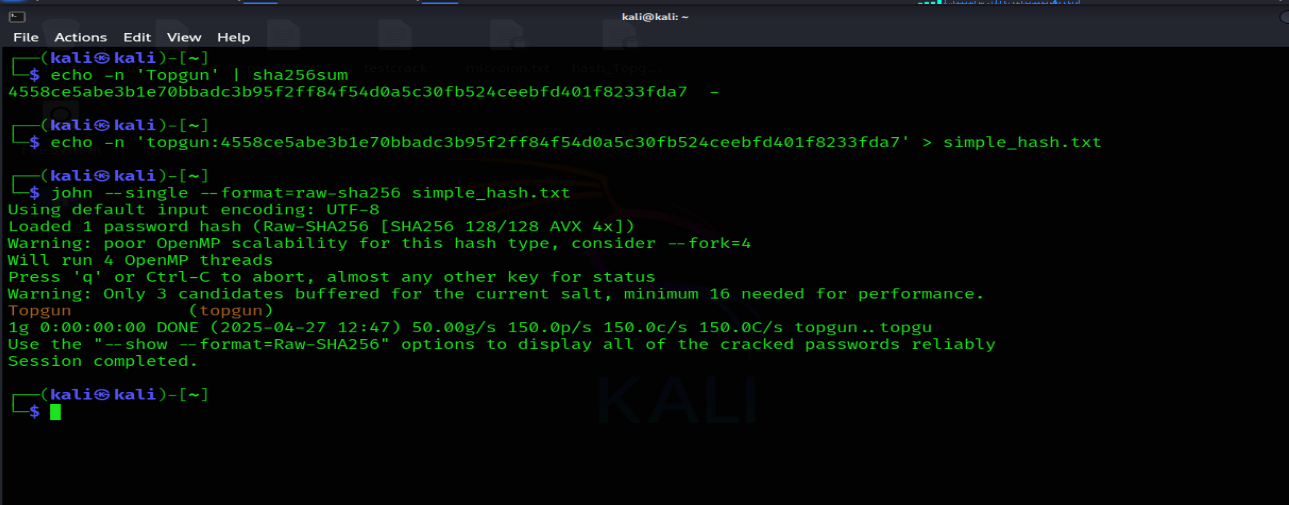 kali@kali: ~
File Actions Edit View Help
┌──(kali㉿kali)-[~]
└─$ echo -n 'Topgun' | sha256sum
4558ce5abe3b1e70bbadc3b95f2ff84f54d0a5c30fb524ceebfd401f8233fda7  -
┌──(kali㉿kali)-[~]
└─$ echo -n 'topgun:4558ce5abe3b1e70bbadc3b95f2ff84f54d0a5c30fb524ceebfd401f8233fda7' > simple_hash.txt
┌──(kali㉿kali)-[~]
└─$ john --single --format=raw-sha256 simple_hash.txt
Using default input encoding: UTF-8
Loaded 1 password hash (Raw-SHA256 [SHA256 128/128 AVX 4x])
Warning: poor OpenMP scalability for this hash type, consider --fork=4
Will run 4 OpenMP threads
Press 'q' or Ctrl-C to abort, almost any other key for status
Warning: Only 3 candidates buffered for the current salt, minimum 16 needed for performance.
Topgun           (topgun)
1g 0:00:00:00 DONE (2025-04-27 12:47) 50.00g/s 150.0p/s 150.0c/s 150.0C/s topgun..topgu
Use the "--show --format=Raw-SHA256" options to display all of the cracked passwords reliably
Session completed.
┌──(kali㉿kali)-[~]
└─$
KALI